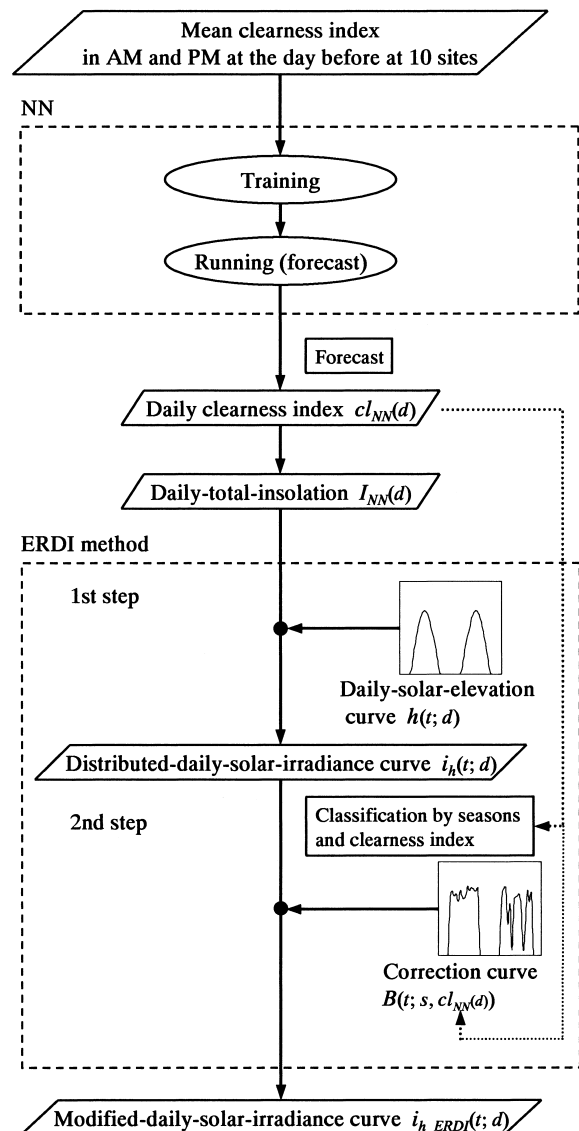 Mean clearness index
in AM and PM at the day before at 10 sites
NN
Training
Running (forecast)
Forecast
Daily clearness index cl_NN(d)
Daily-total-insolation I_NN(d)
ERDI method
1st step
Daily-solar-elevation
curve h(t; d)
Distributed-daily-solar-irradiance curve i_h(t; d)
2nd step
Classification by seasons
and clearness index
Correction curve
B(t; s, cl_NN(d))
Modified-daily-solar-irradiance curve i_h_ERDI(t; d)